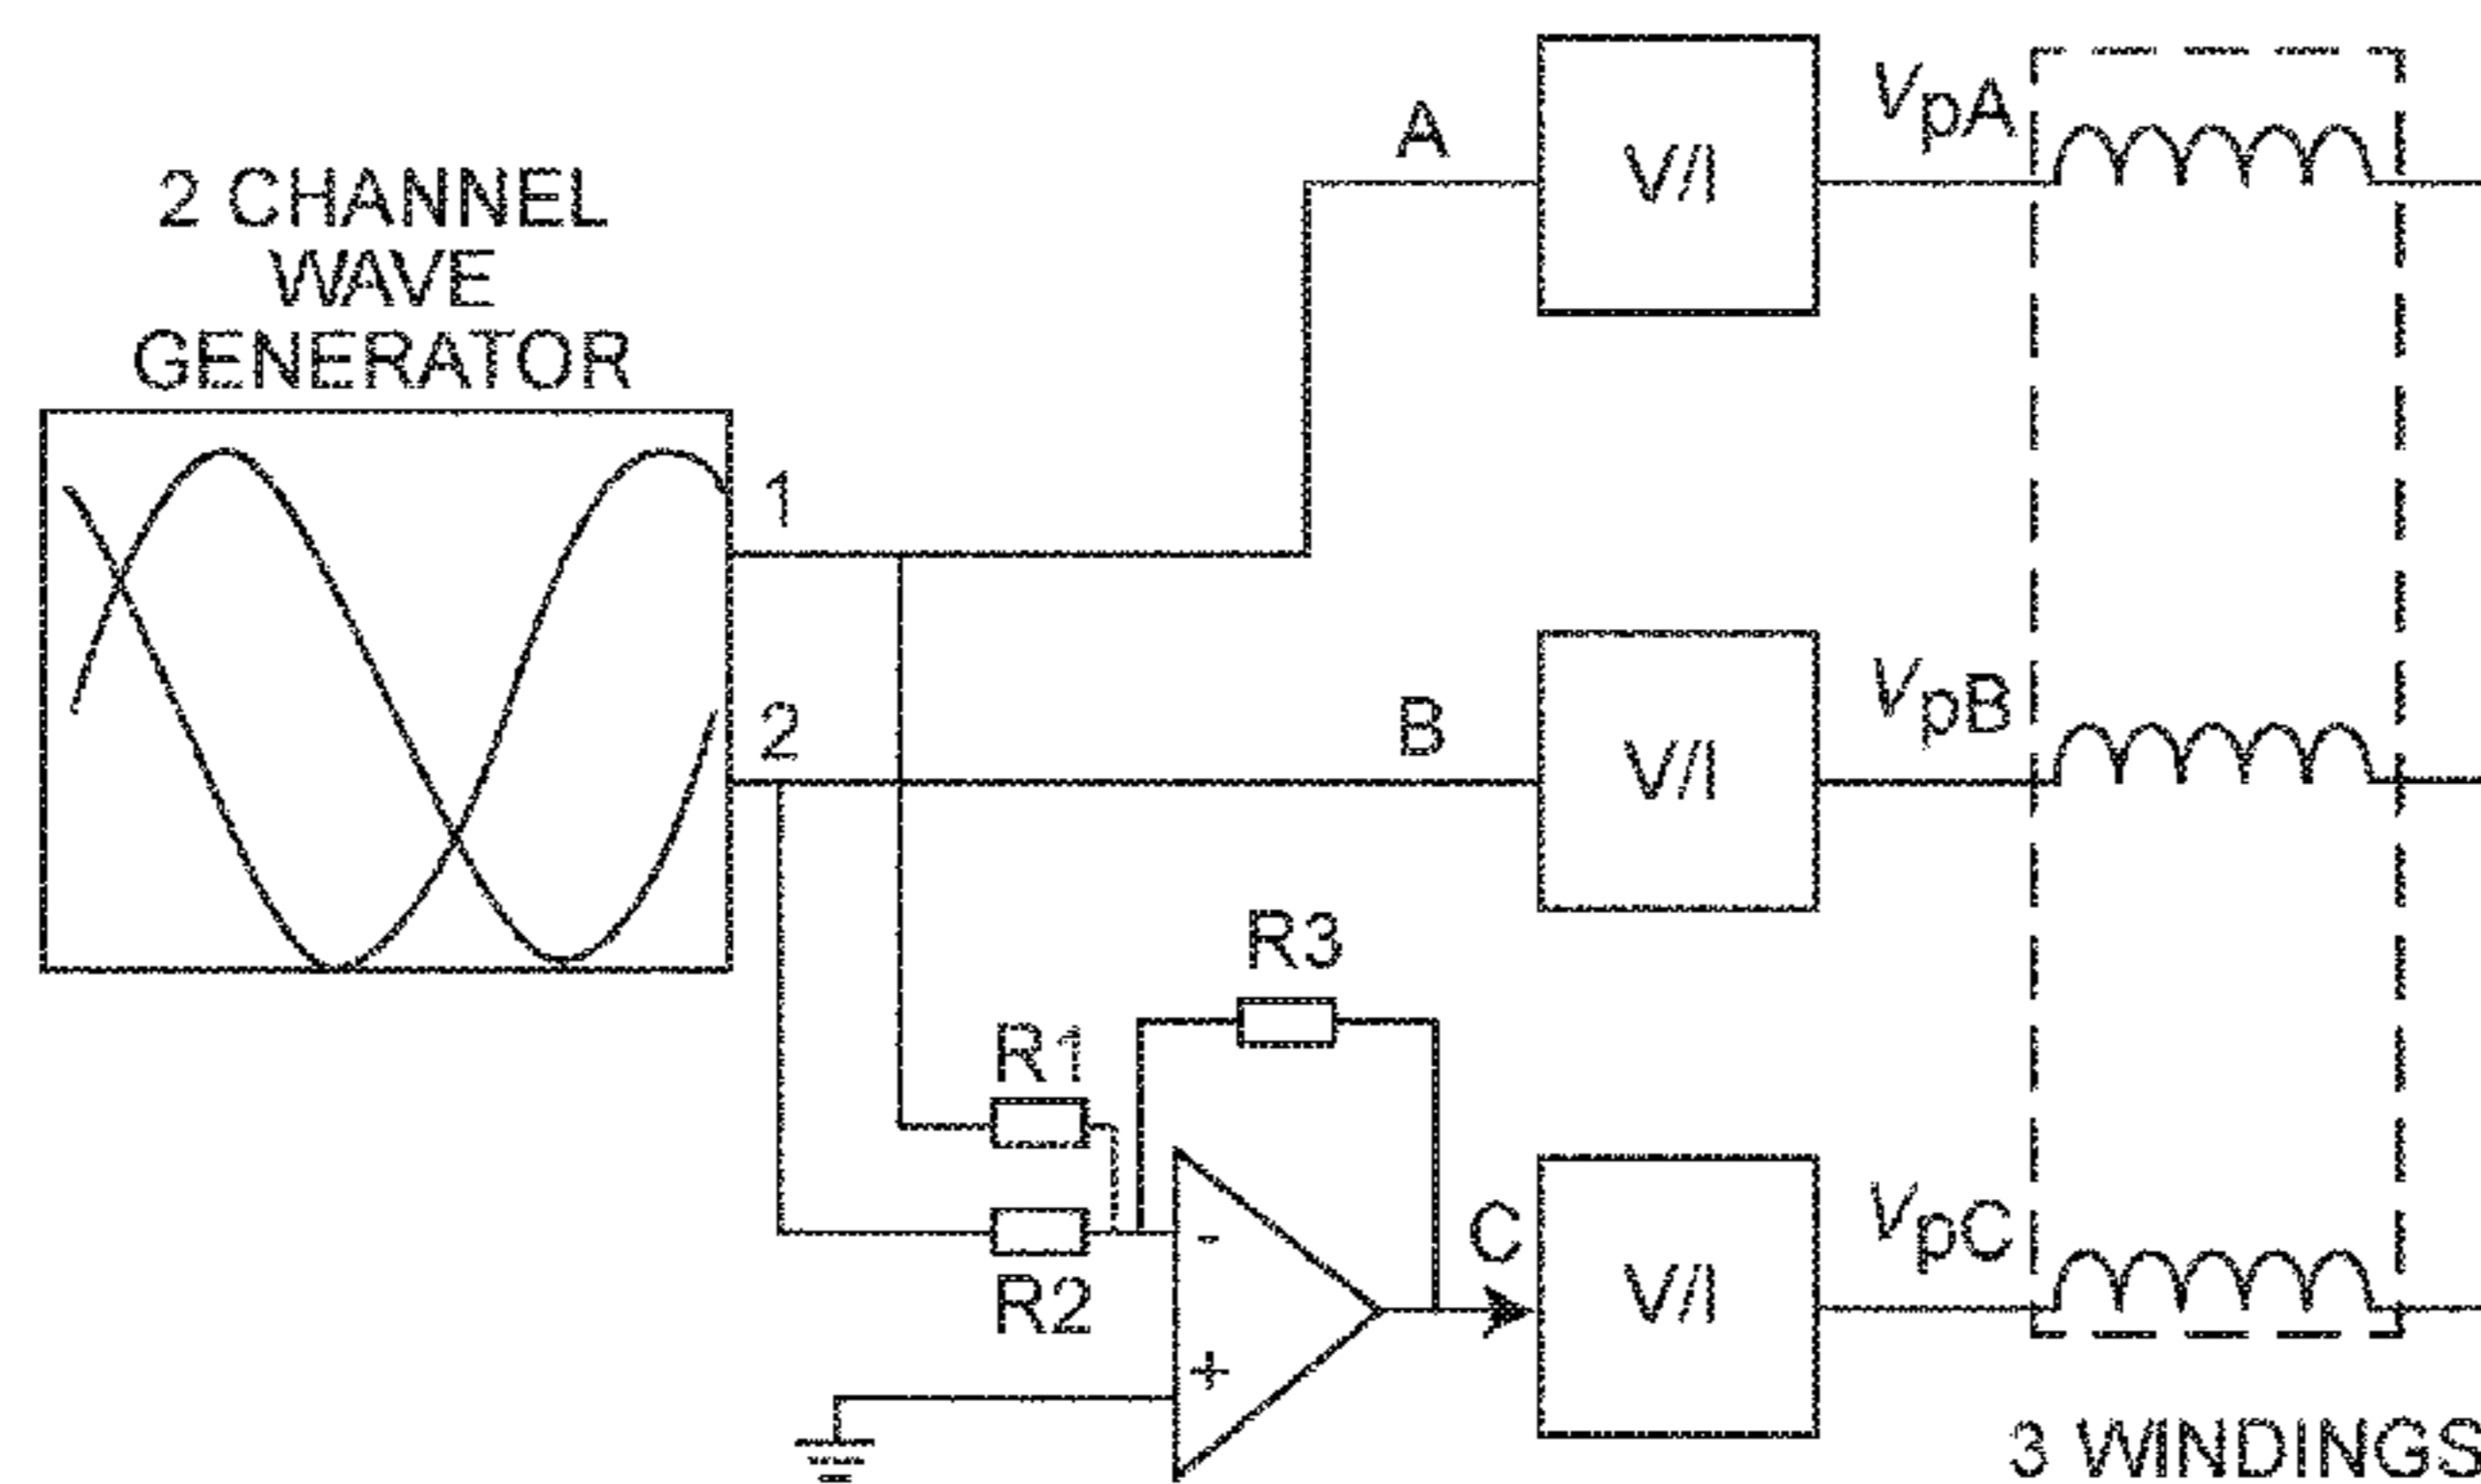 2 CHANNEL
WAVE
GENERATOR
1
2
A
V/I
VpA
B
V/I
VpB
R3
R1
R2
-
+
C
V/I
VpC
3 WINDINGS